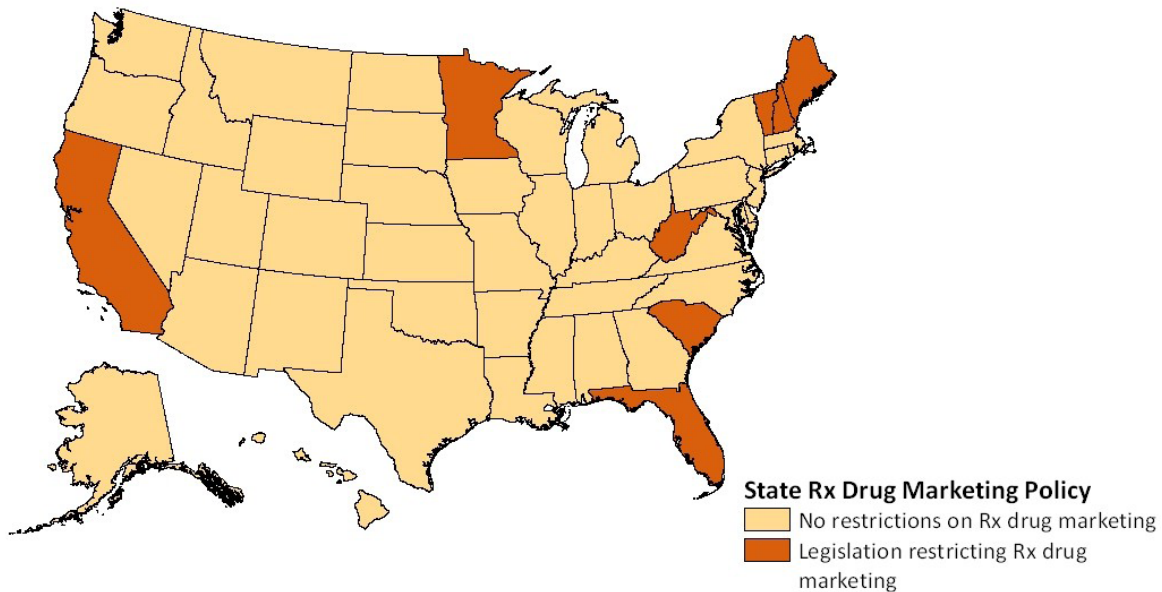 State Rx Drug Marketing Policy
No restrictions on Rx drug marketing
Legislation restricting Rx drug
marketing